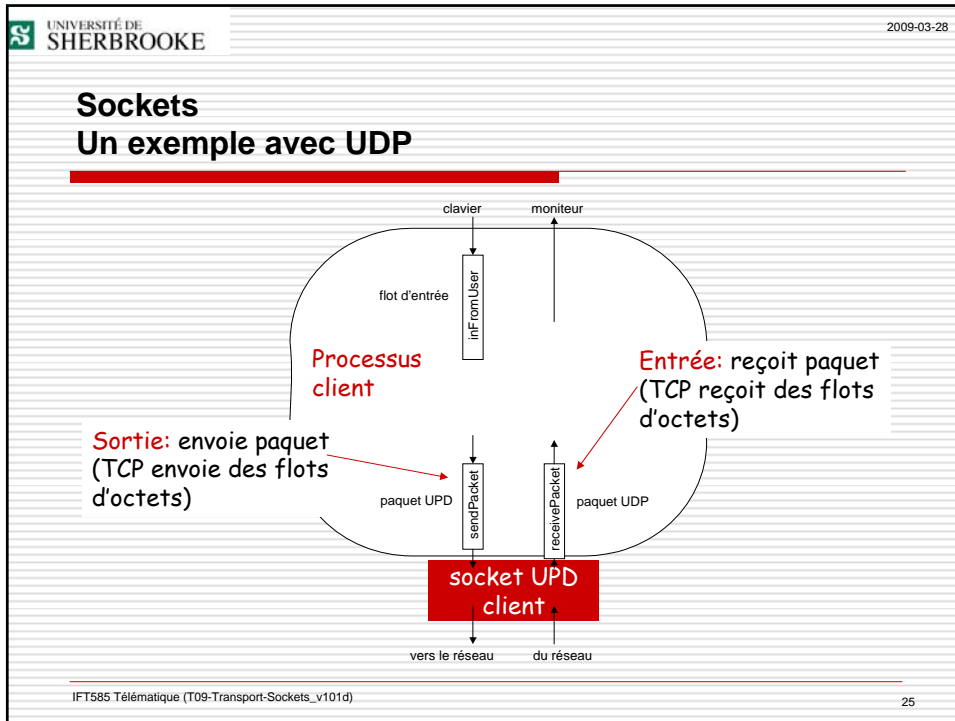 UNIVERSITÉ DE
SHERBROOKE
2009-03-28
Sockets
Un exemple avec UDP
clavier
moniteur
inFromUser
flot d'entrée
Processus
client
Entrée: reçoit paquet
(TCP reçoit des flots
d'octets)
Sortie: envoie paquet
(TCP envoie des flots
d'octets)
paquet UPD
sendPacket
receivePacket
paquet UDP
socket UPD
client
vers le réseau
du réseau
IFT585 Télématique (T09-Transport-Sockets_v101d)
25